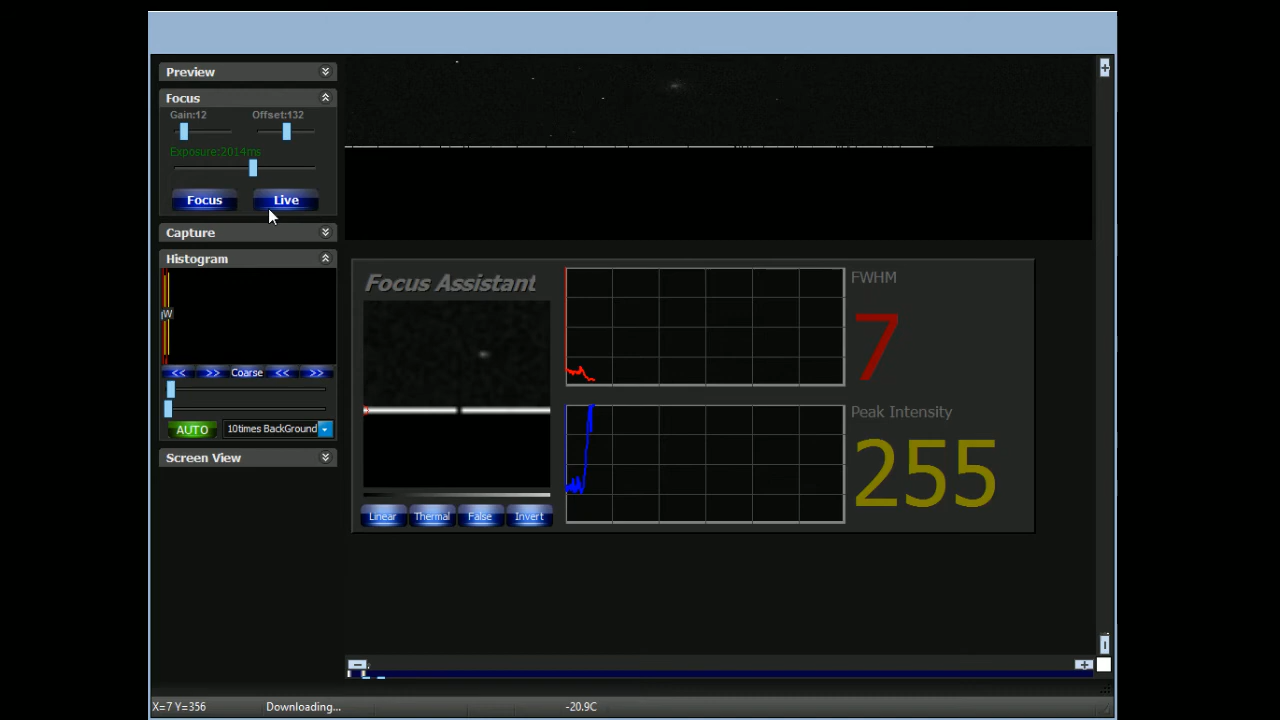 Preview
Focus
Gain:12 Offset:132
Exposure:2014ms
Focus Live
Capture
Histogram
<< >> Coarse << >>
AUTO 10times BackGround
Screen View
Focus Assistant
Linear Thermal False Invert
FWHM
7
Peak Intensity
255
X=7 Y=356 Downloading... -20.9C